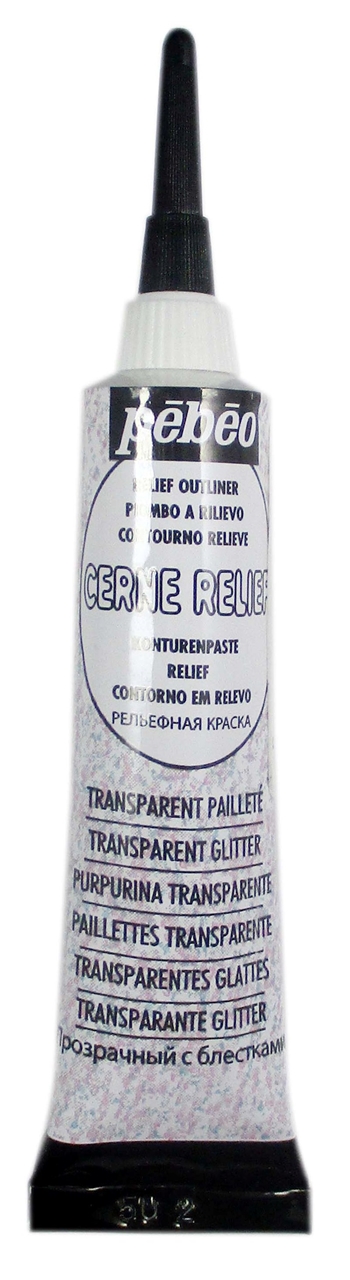 pēbēo
RELIEF OUTLINER
PIOMBO A RILIEVO
CONTOURNO RELIEVE
CERNE RELIEF
KONTURENPASTE
RELIEF
CONTORNO EM RELEVO
РЕЛЬЕФНАЯ КРАСКА
TRANSPARENT PAILLETÉ
TRANSPARENT GLITTER
PURPURINA TRANSPARENTE
PAILLETTES TRANSPARENTE
TRANSPARENTES GLATTES
TRANSPARANTE GLITTER
Прозрачный с блестками
5U 2